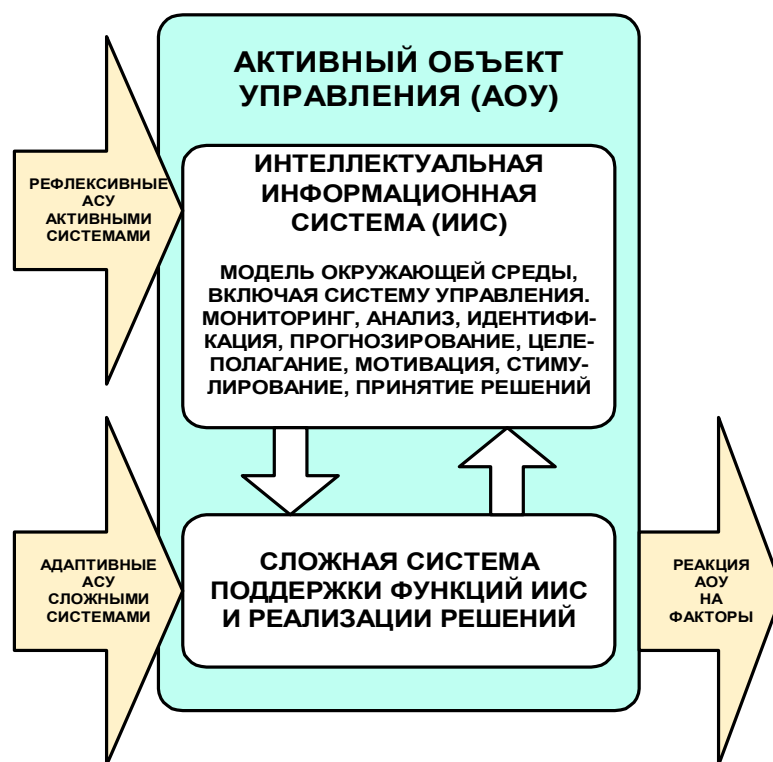 АКТИВНЫЙ ОБЪЕКТ
УПРАВЛЕНИЯ (АОУ)
РЕФЛЕКСИВНЫЕ
АСУ
АКТИВНЫМИ
СИСТЕМАМИ
ИНТЕЛЛЕКТУАЛЬНАЯ
ИНФОРМАЦИОННАЯ
СИСТЕМА (ИИС)
МОДЕЛЬ ОКРУЖАЮЩЕЙ СРЕДЫ,
ВКЛЮЧАЯ СИСТЕМУ УПРАВЛЕНИЯ.
МОНИТОРИНГ, АНАЛИЗ, ИДЕНТИФИ-
КАЦИЯ, ПРОГНОЗИРОВАНИЕ, ЦЕЛЕ-
ПОЛАГАНИЕ, МОТИВАЦИЯ, СТИМУ-
ЛИРОВАНИЕ, ПРИНЯТИЕ РЕШЕНИЙ
АДАПТИВНЫЕ
АСУ
СЛОЖНЫМИ
СИСТЕМАМИ
СЛОЖНАЯ СИСТЕМА
ПОДДЕРЖКИ ФУНКЦИЙ ИИС
И РЕАЛИЗАЦИИ РЕШЕНИЙ
РЕАКЦИЯ
АОУ
НА
ФАКТОРЫ